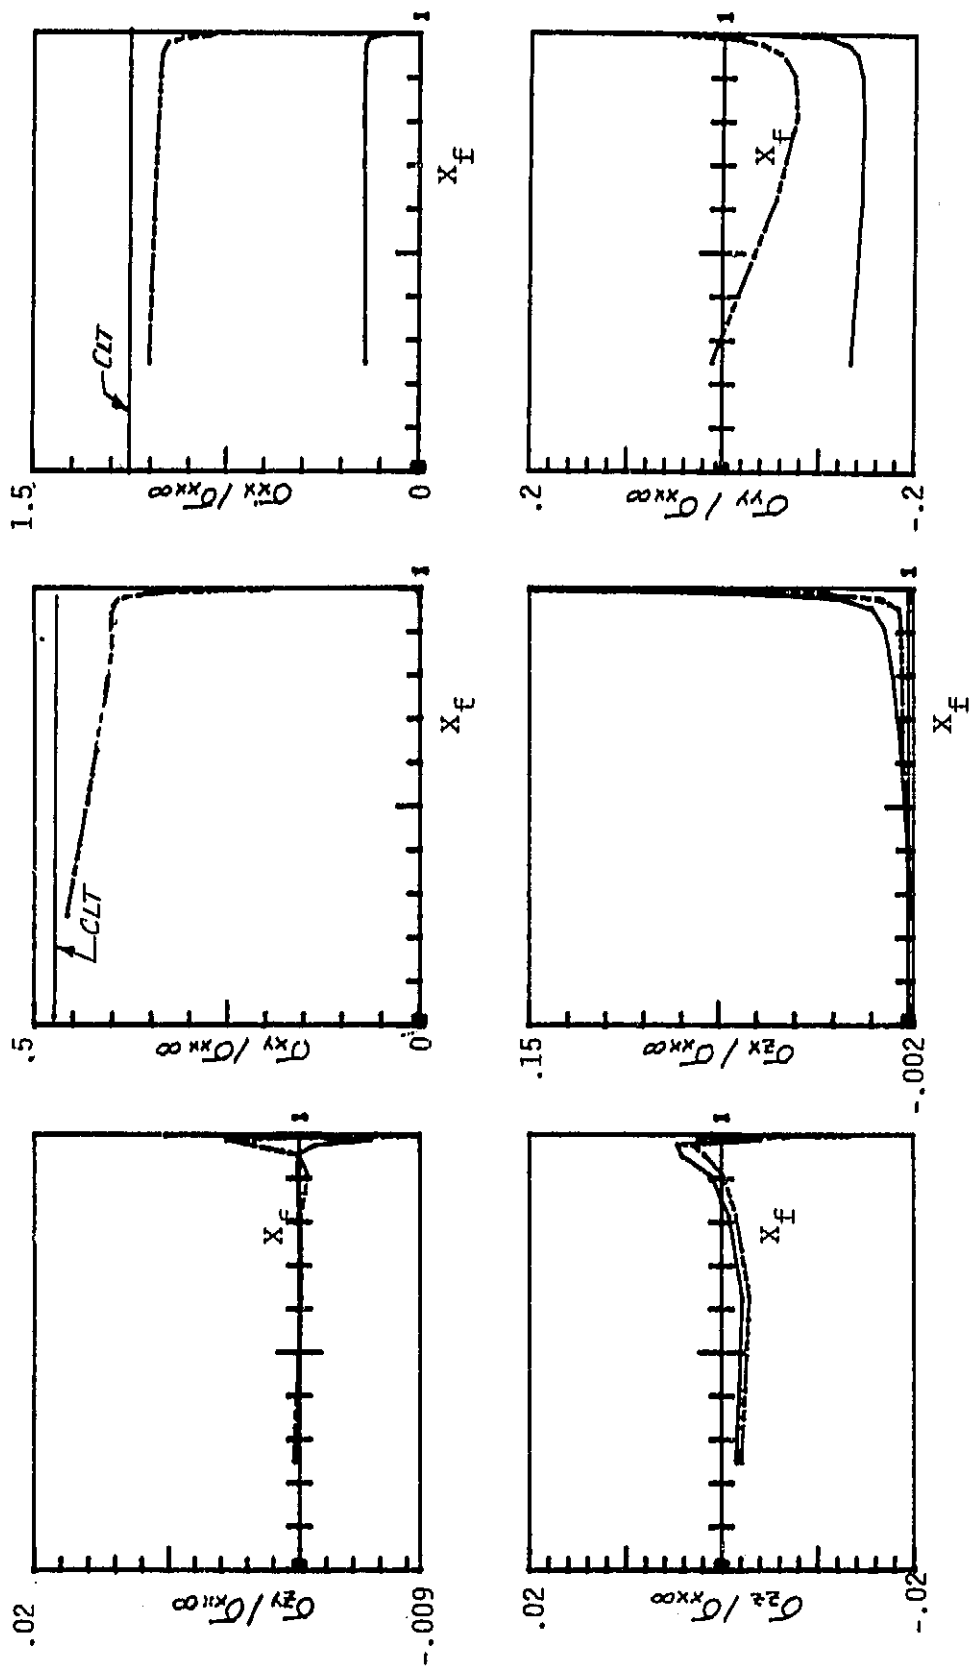 1.5
CLT
σxx / σxx∞
0
1
Xf
.2
σyy / σxx∞
-.2
1
Xf
.5
CLT
σxy / σxx∞
0
1
Xf
.15
σzx / σxx∞
-.002
1
Xf
.02
σzy / σxx∞
-.009
1
Xf
.02
σzz / σxx∞
-.02
1
Xf